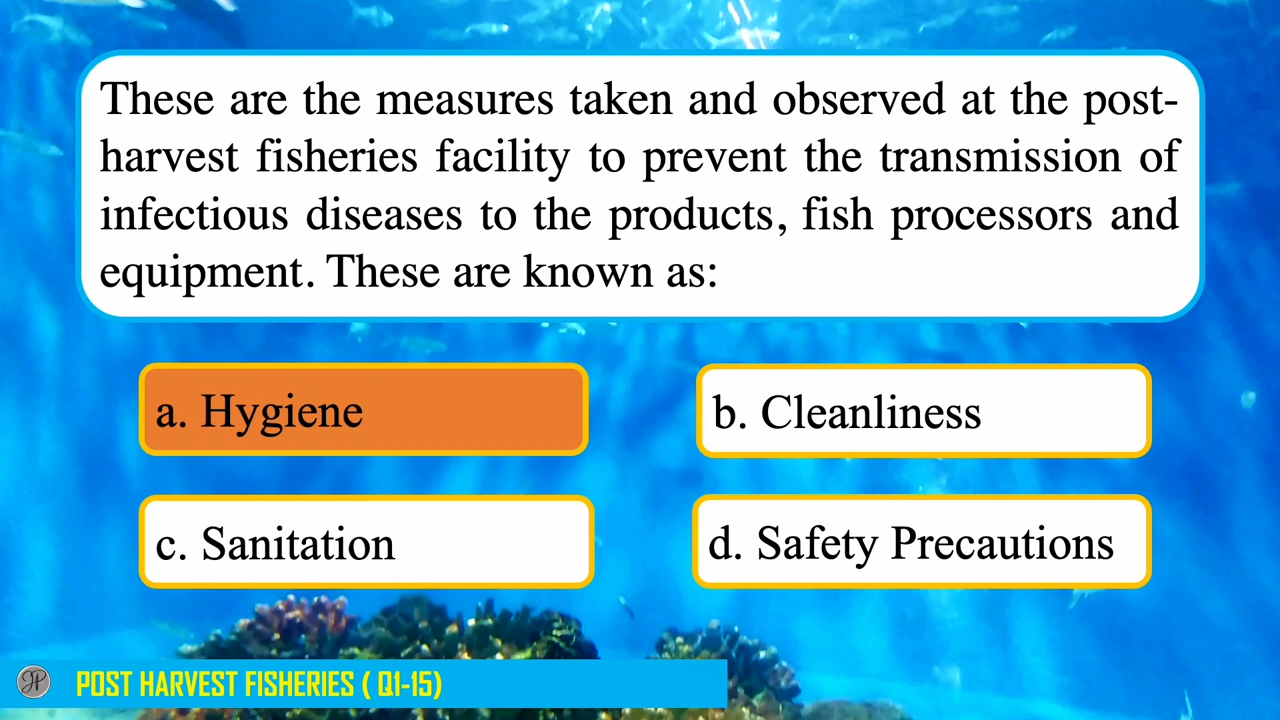 These are the measures taken and observed at the post-
harvest fisheries facility to prevent the transmission of
infectious diseases to the products, fish processors and
equipment. These are known as:
a. Hygiene
b. Cleanliness
c. Sanitation
d. Safety Precautions
POST HARVEST FISHERIES ( Q1-15)